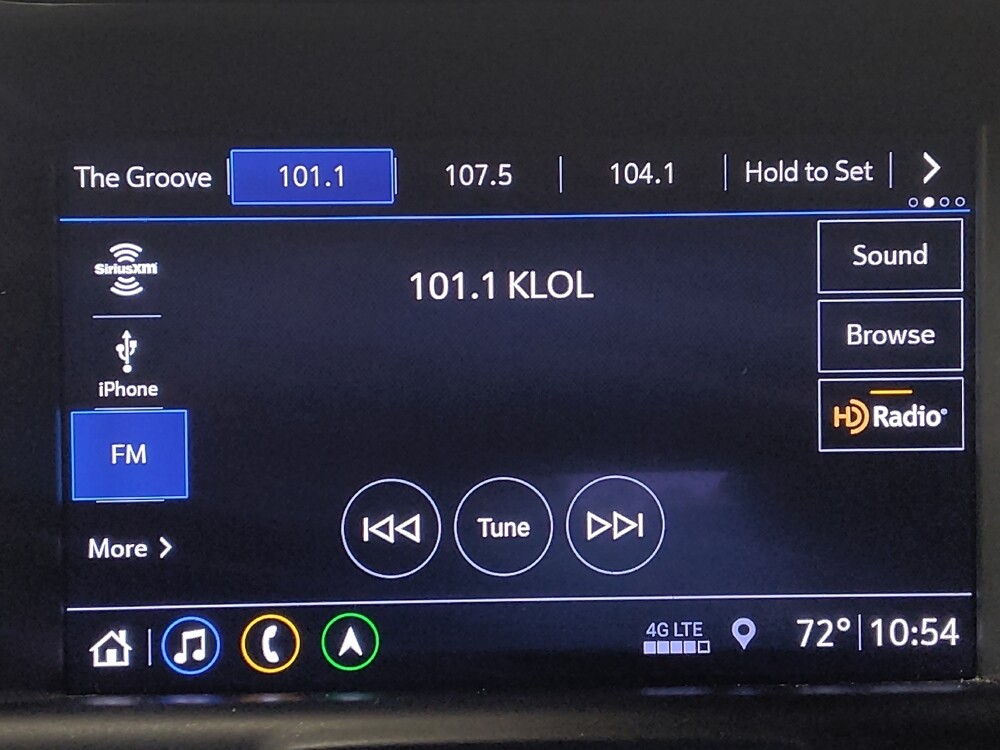 The Groove 101.1 107.5 104.1 Hold to Set
SiriusXM
101.1 KLOL
Sound
Browse
iPhone
HD Radio®
FM
Tune
More
4G LTE 72° 10:54